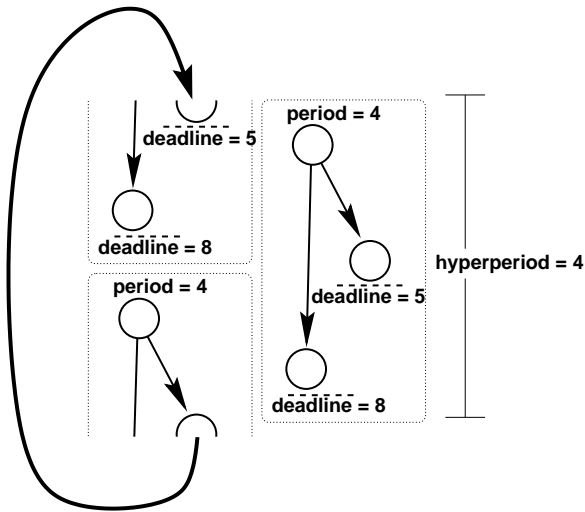 deadline = 5
deadline = 8
period = 4
period = 4
deadline = 5
deadline = 8
hyperperiod = 4